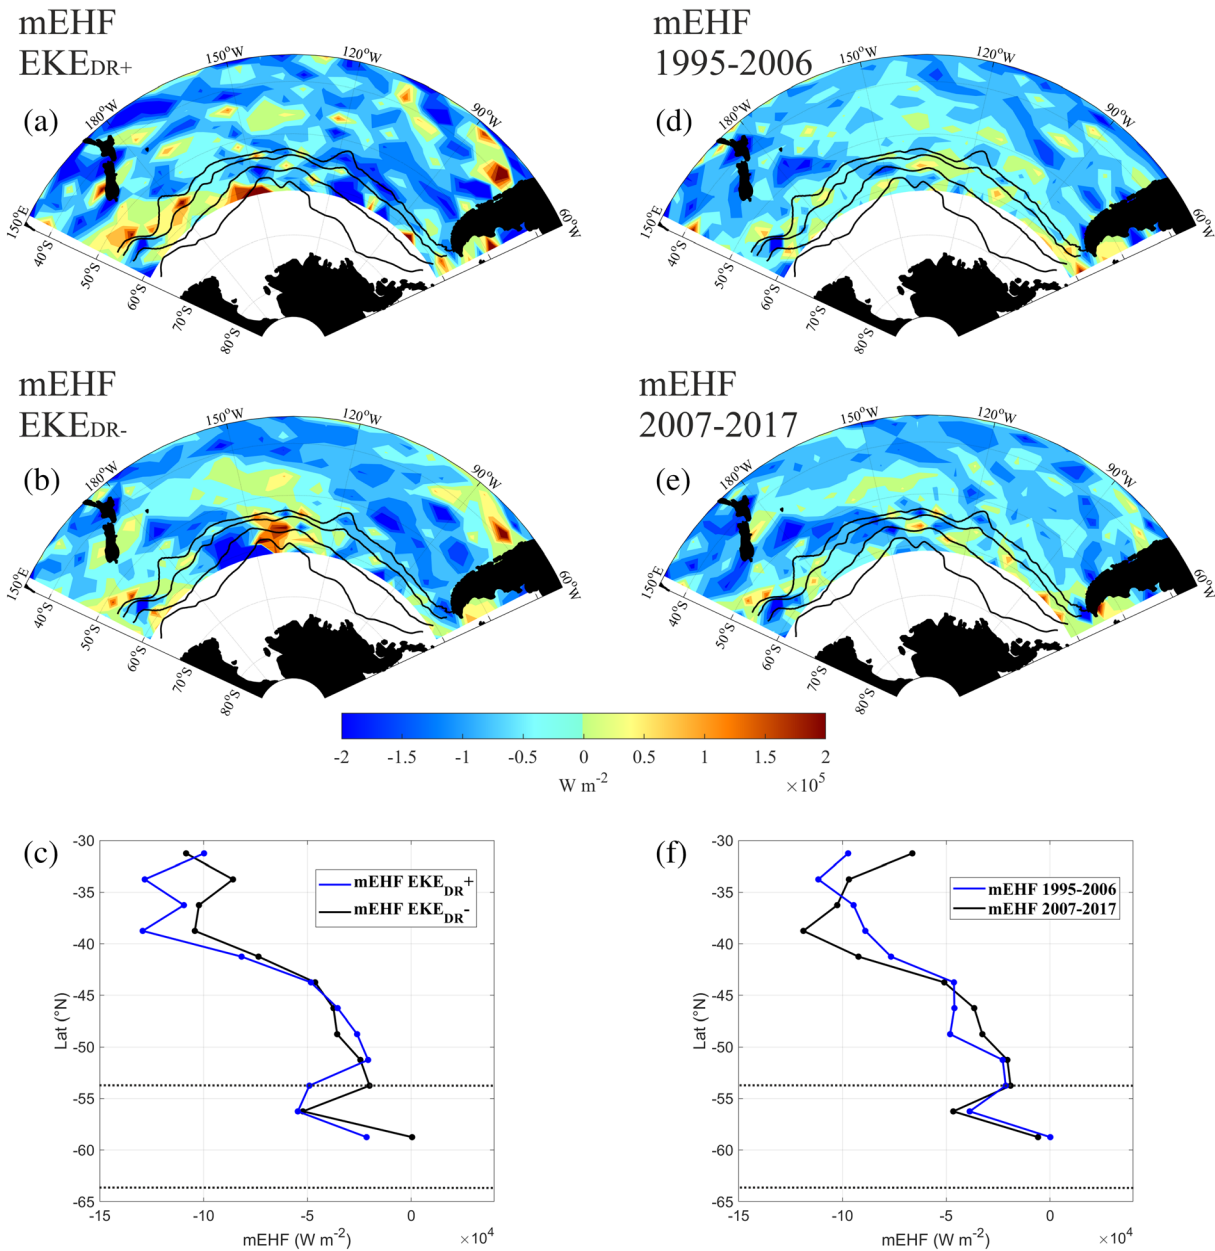 mEHF
EKEDR+
(a)
150°W
120°W
180°W
90°W
150°E
60°W
40°S
50°S
60°S
70°S
80°S
mEHF
1995-2006
(d)
150°W
120°W
180°W
90°W
150°E
60°W
40°S
50°S
60°S
70°S
80°S
mEHF
EKEDR-
(b)
150°W
120°W
180°W
90°W
150°E
60°W
40°S
50°S
60°S
70°S
80°S
mEHF
2007-2017
(e)
150°W
120°W
180°W
90°W
150°E
60°W
40°S
50°S
60°S
70°S
80°S
-2 -1.5 -1 -0.5 0 0.5 1 1.5 2
W m-2 ×10^5
(c)
mEHF EKEDR+
mEHF EKEDR-
-30
-35
-40
-45
-50
-55
-60
-65
Lat (°N)
-15 -10 -5 0
mEHF (W m-2) ×10^4
(f)
mEHF 1995-2006
mEHF 2007-2017
-30
-35
-40
-45
-50
-55
-60
-65
Lat (°N)
-15 -10 -5 0
mEHF (W m-2) ×10^4